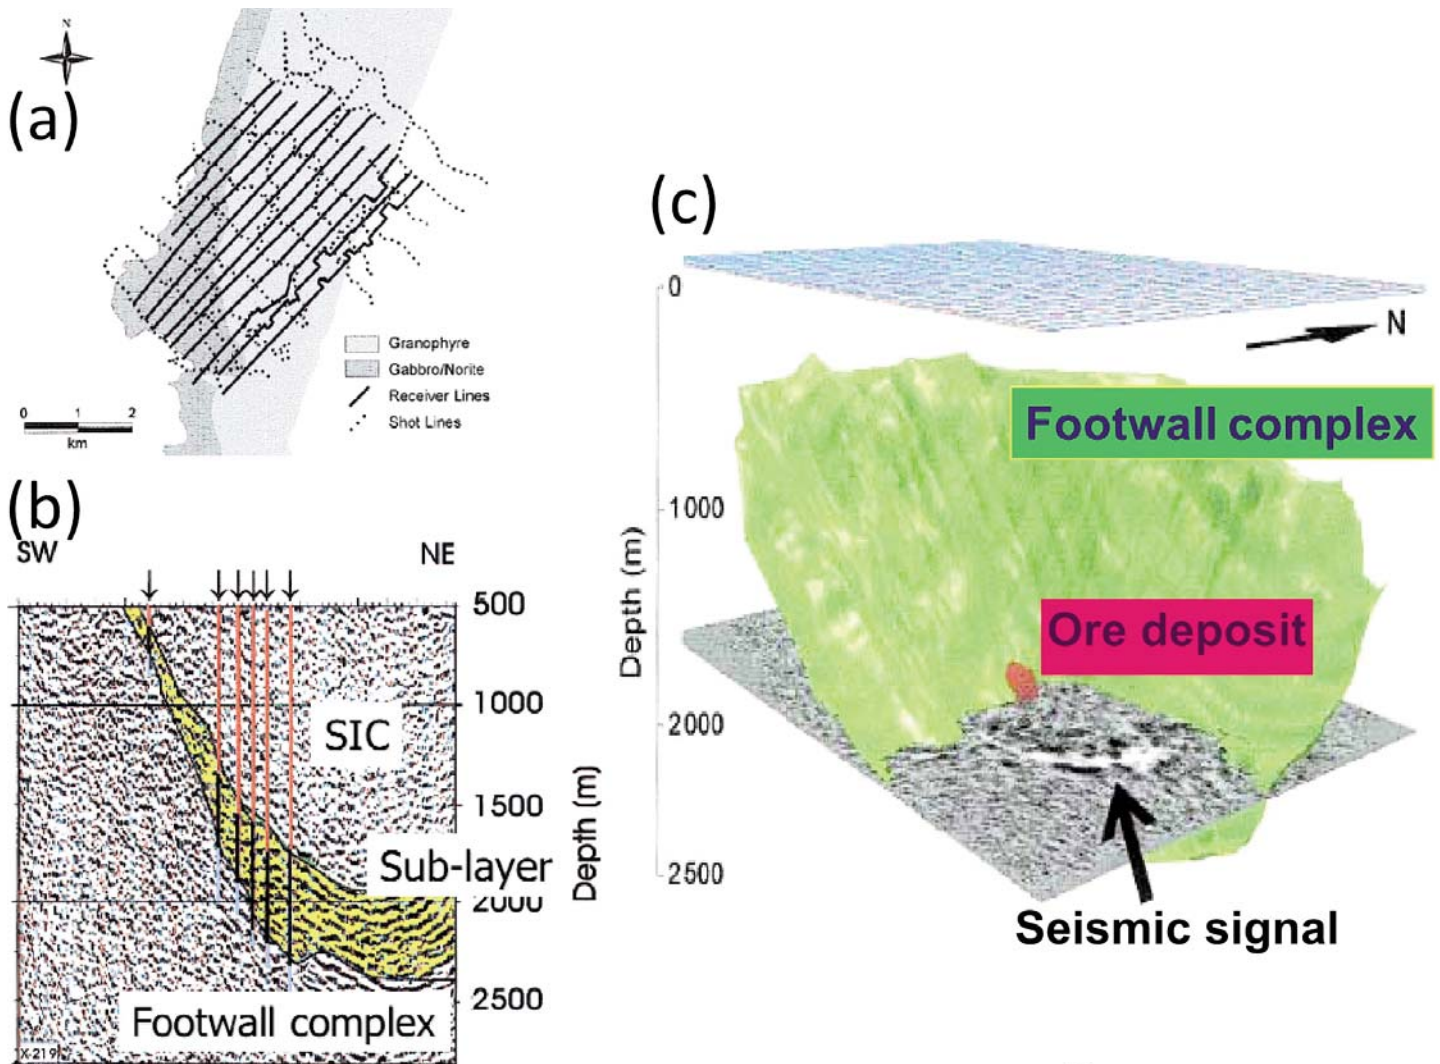 N
(a)
Granophyre
Gabbro/Norite
Receiver Lines
Shot Lines
0 1 2
km
(b)
SW NE
500
1000
SIC
1500
Sub-layer
2000
2500
Footwall complex
Depth (m)
X-219
(c)
0
N
Footwall complex
1000
Ore deposit
Depth (m)
2000
2500
Seismic signal